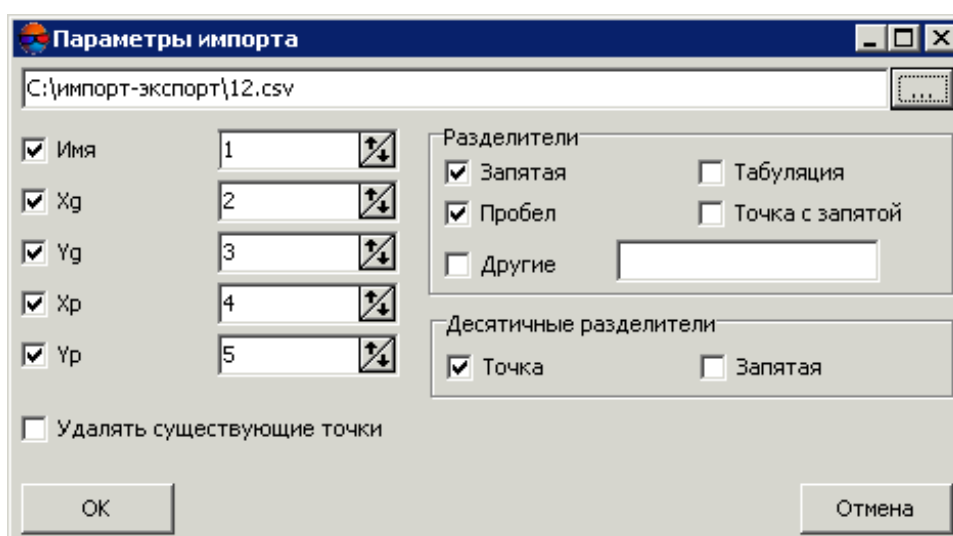 Параметры импорта
C:\импорт-экспорт\12.csv
...
Имя 1
Xg 2
Yg 3
Xp 4
Yp 5
Удалять существующие точки
Разделители
Запятая Табуляция
Пробел Точка с запятой
Другие
Десятичные разделители
Точка Запятая
OK Отмена